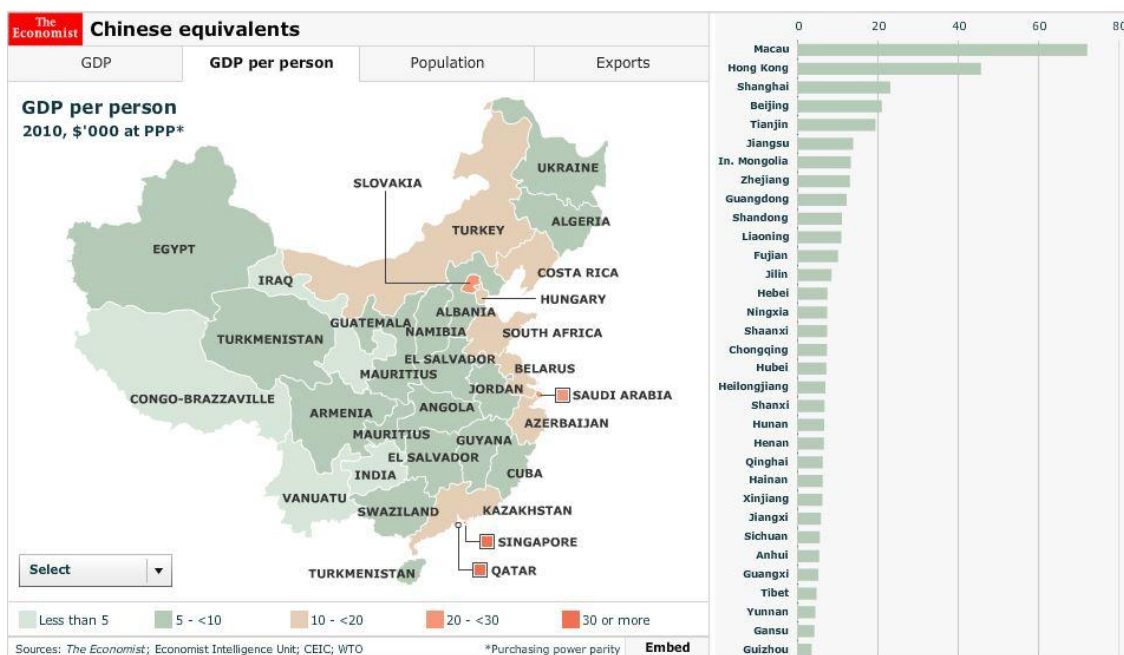 The
Economist
Chinese equivalents
GDP
GDP per person
Population
Exports
GDP per person
2010, $'000 at PPP*
SLOVAKIA
UKRAINE
ALGERIA
TURKEY
EGYPT
IRAQ
COSTA RICA
HUNGARY
ALBANIA
GUATEMALA
NAMIBIA
SOUTH AFRICA
TURKMENISTAN
EL SALVADOR
BELARUS
MAURITIUS
JORDAN
SAUDI ARABIA
CONGO-BRAZZAVILLE
ARMENIA
ANGOLA
AZERBAIJAN
MAURITIUS
GUYANA
EL SALVADOR
CUBA
INDIA
VANUATU
SWAZILAND
KAZAKHSTAN
SINGAPORE
QATAR
TURKMENISTAN
Select
Less than 5
5 - <10
10 - <20
20 - <30
30 or more
Sources: The Economist; Economist Intelligence Unit; CEIC; WTO
*Purchasing power parity
Embed
0 20 40 60 80
Macau
Hong Kong
Shanghai
Beijing
Tianjin
Jiangsu
In. Mongolia
Zhejiang
Guangdong
Shandong
Liaoning
Fujian
Jilin
Hebei
Ningxia
Shaanxi
Chongqing
Hubei
Heilongjiang
Shanxi
Hunan
Henan
Qinghai
Hainan
Xinjiang
Jiangxi
Sichuan
Anhui
Guangxi
Tibet
Yunnan
Gansu
Guizhou